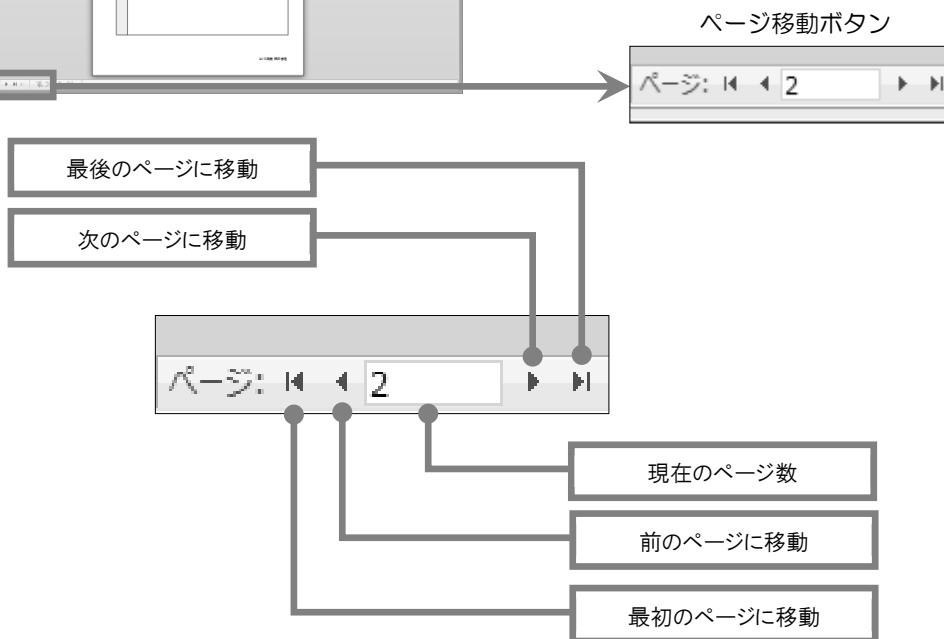 ページ移動ボタン
ページ: 2
最後のページに移動
次のページに移動
ページ: 2
現在のページ数
前のページに移動
最初のページに移動